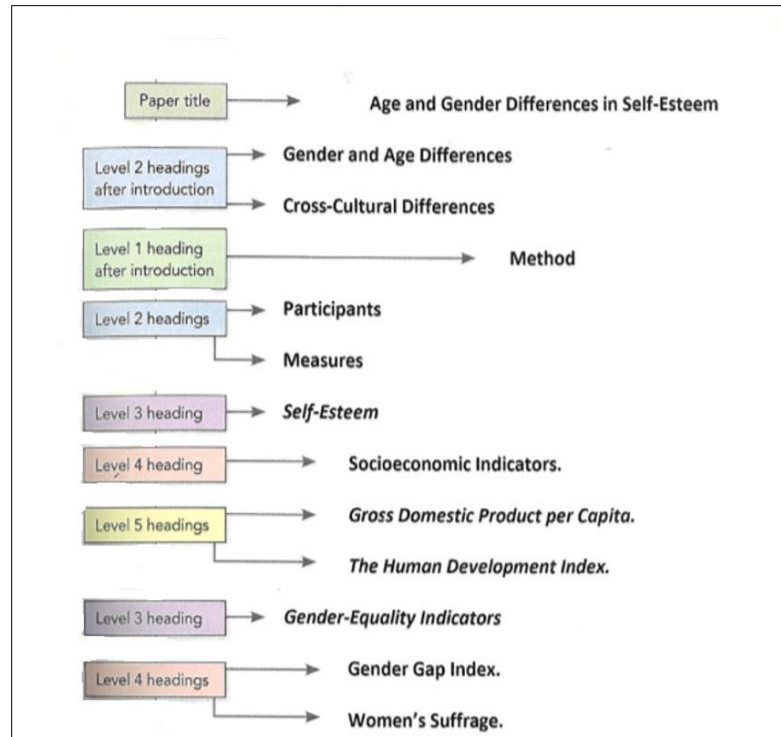 Paper title
Age and Gender Differences in Self-Esteem
Level 2 headings
after introduction
Gender and Age Differences
Cross-Cultural Differences
Level 1 heading
after introduction
Method
Level 2 headings
Participants
Measures
Level 3 heading
Self-Esteem
Level 4 heading
Socioeconomic Indicators.
Level 5 headings
Gross Domestic Product per Capita.
The Human Development Index.
Level 3 heading
Gender-Equality Indicators
Level 4 headings
Gender Gap Index.
Women's Suffrage.